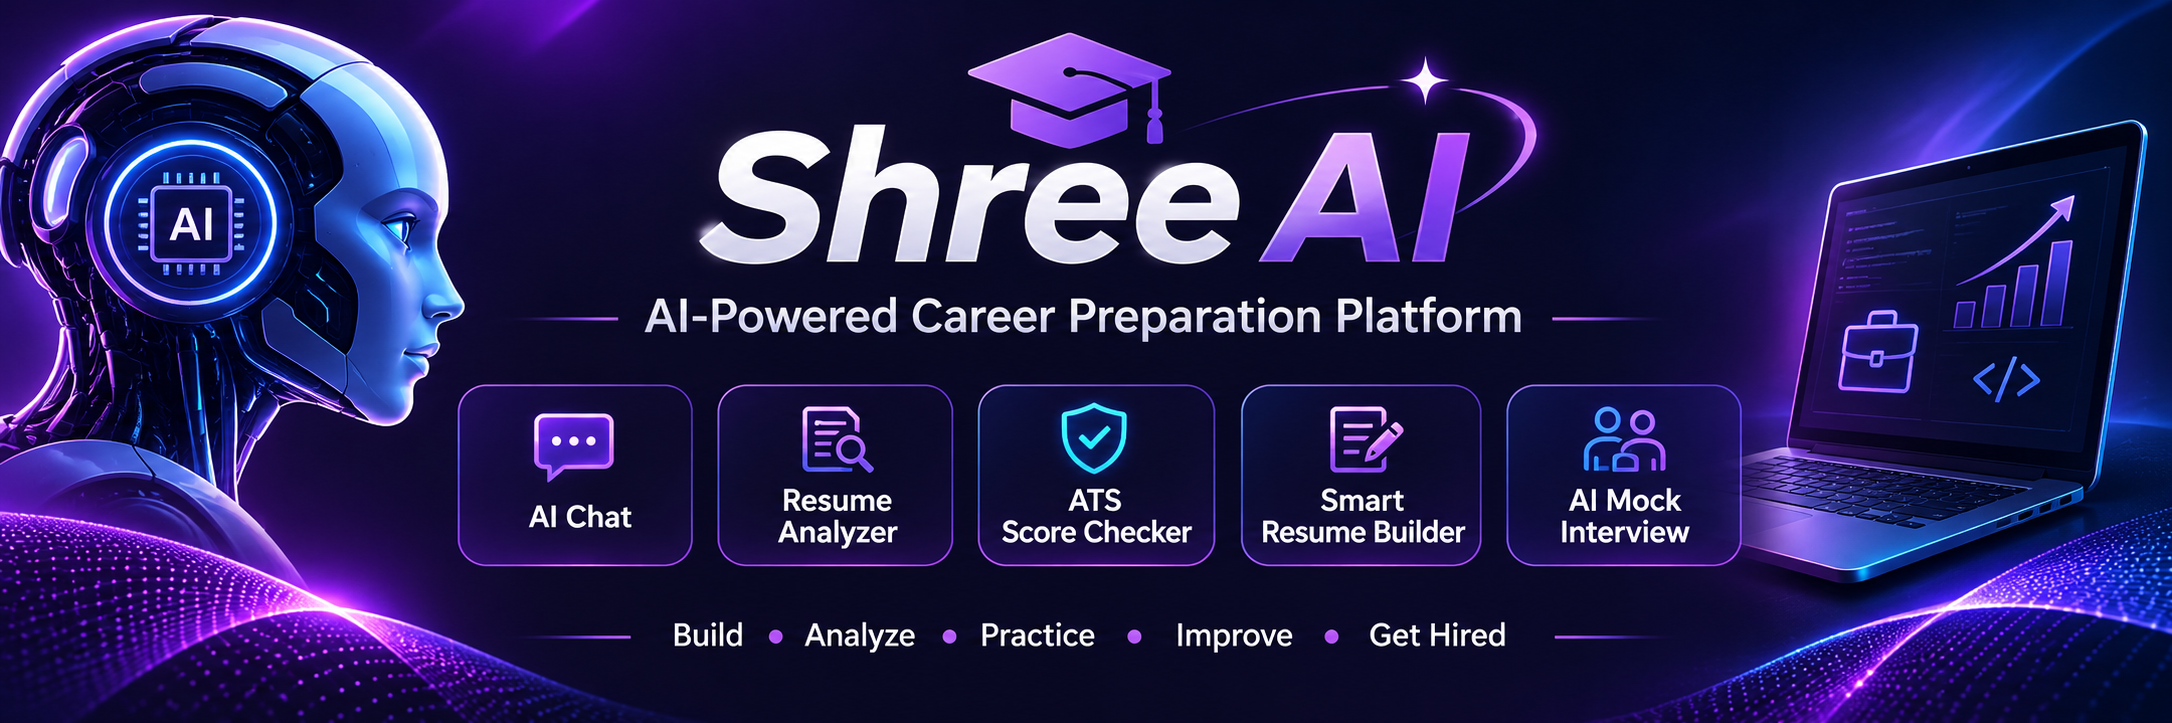 AI
Shree AI
AI-Powered Career Preparation Platform
AI Chat
Resume
Analyzer
ATS
Score Checker
Smart
Resume Builder
AI Mock
Interview
</>
Build • Analyze • Practice • Improve • Get Hired